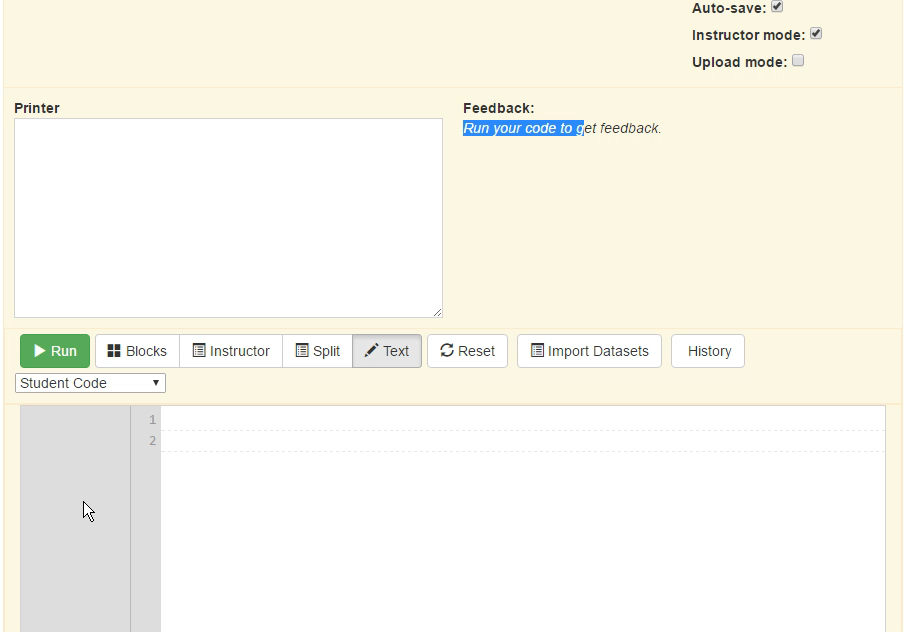 Auto-save:
Instructor mode:
Upload mode:
Printer
Feedback:
Run your code to get feedback.
Run Blocks Instructor Split Text Reset Import Datasets History
Student Code
1
2